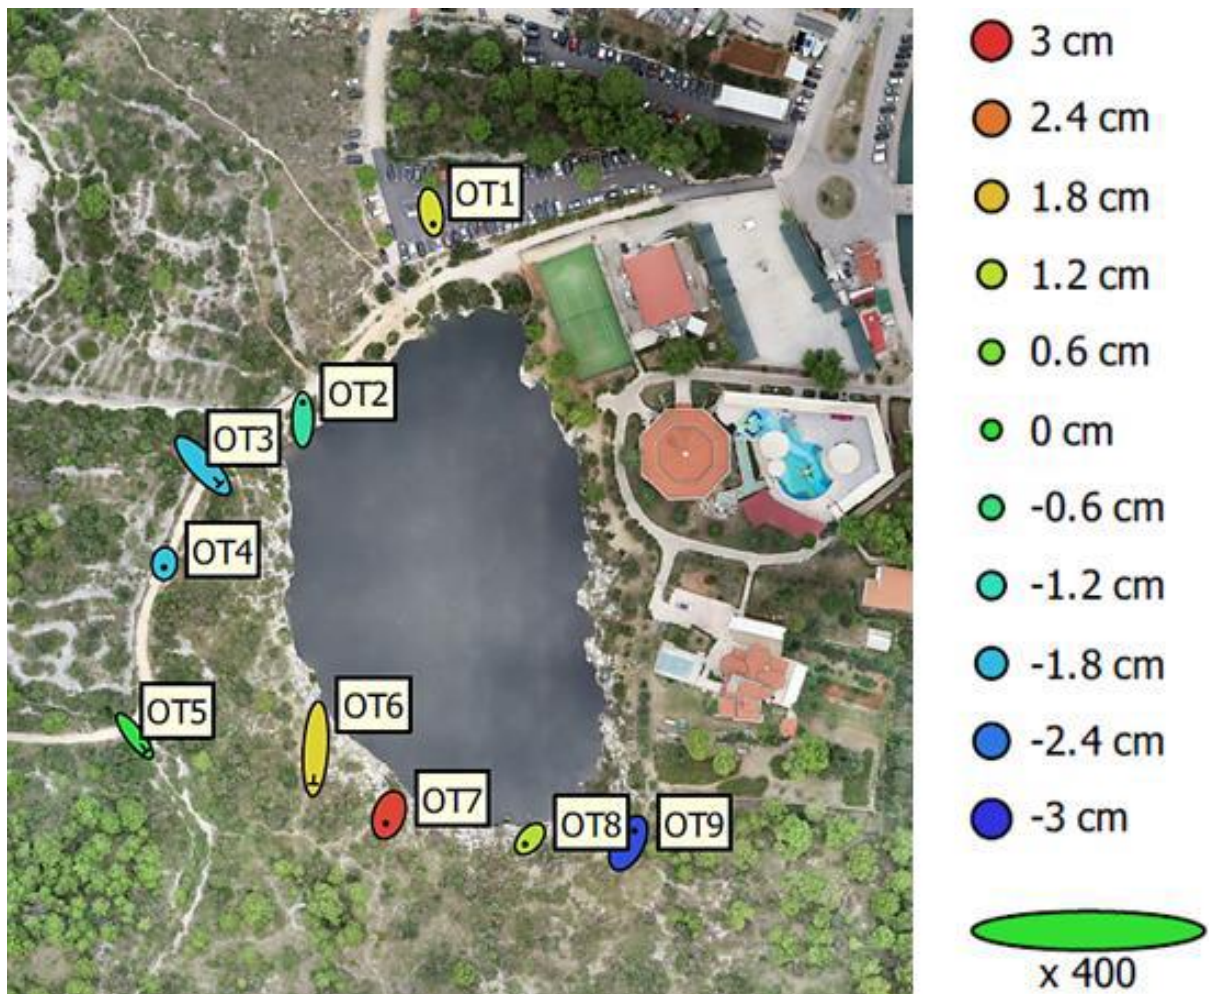 OT1
OT2
OT3
OT4
OT5
OT6
OT7
OT8
OT9
3 cm
2.4 cm
1.8 cm
1.2 cm
0.6 cm
0 cm
-0.6 cm
-1.2 cm
-1.8 cm
-2.4 cm
-3 cm
x 400